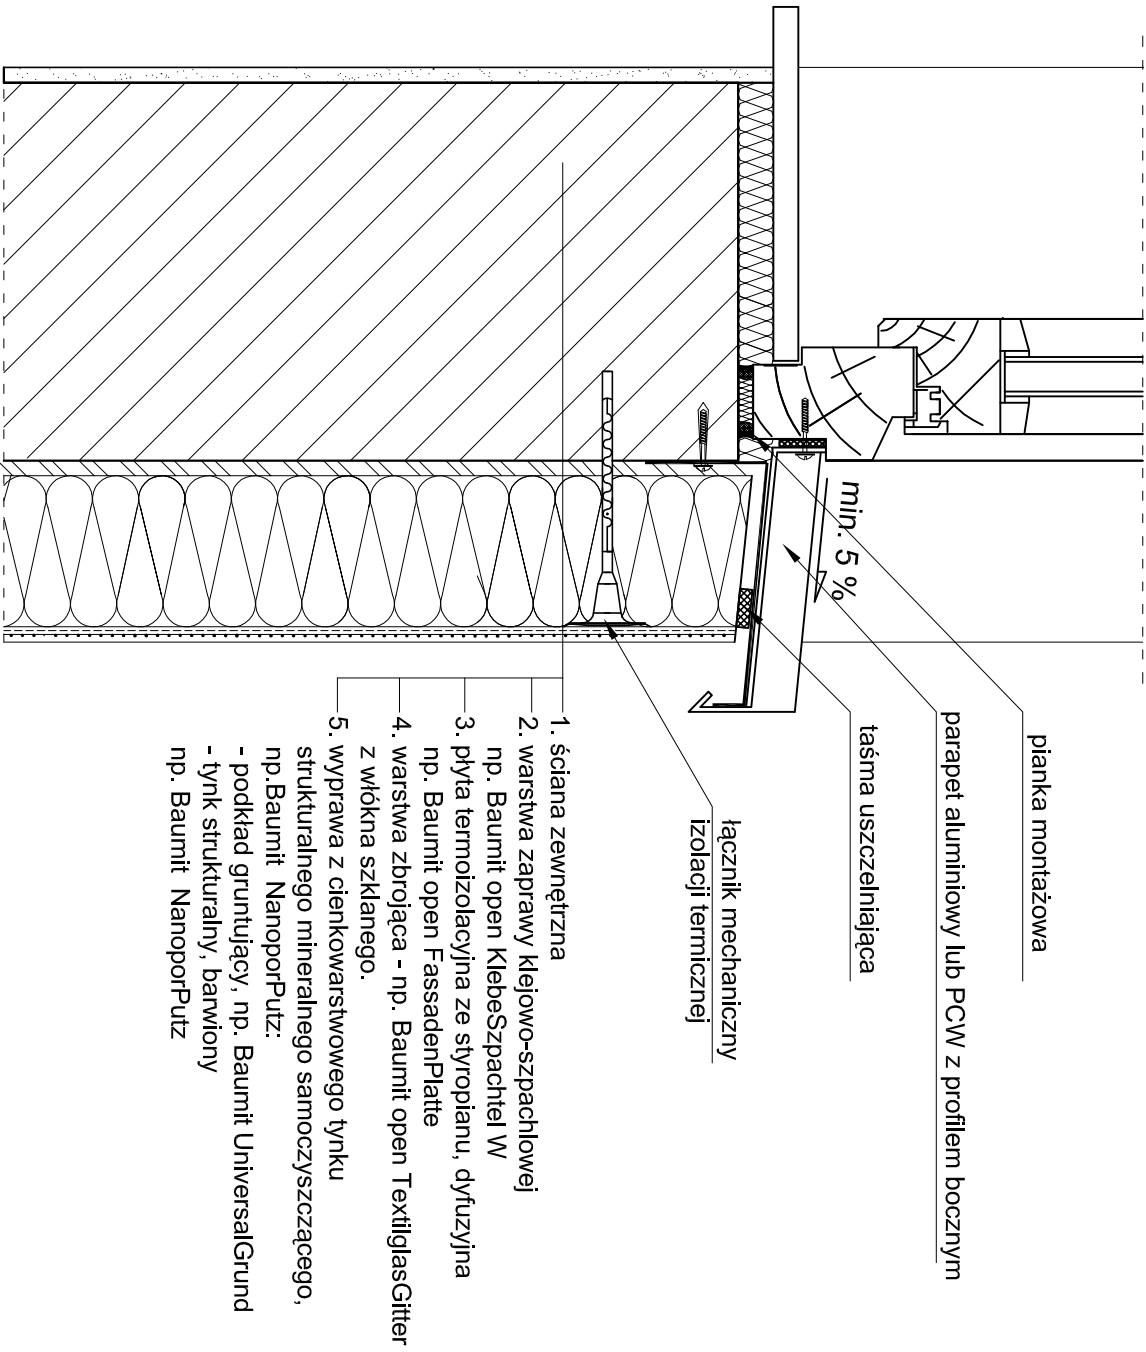 pianka montażowa
parapet aluminiowy lub PCW z profilem bocznym
taśma uszczelniająca
min. 5 %
łącznik mechaniczny
izolacji termicznej
1. ściana zewnętrzna
2. warstwa zaprawy klejowo-szpachlowej
np. Baumit open KlebeSzpachtel W
3. płyta termoizolacyjna ze styropianu, dyfuzyjna
np. Baumit open FassadenPlatte
4. warstwa zbrojąca - np. Baumit open TextilglasGitter
z włókna szklanego.
5. wyprawa z cienkowarstwowego tynku
strukturalnego mineralnego samoczyszczącego,
np.Baumit NanoporPutz:
- podkład gruntujący, np. Baumit UniversalGrund
- tynk strukturalny, barwiony
np. Baumit NanoporPutz